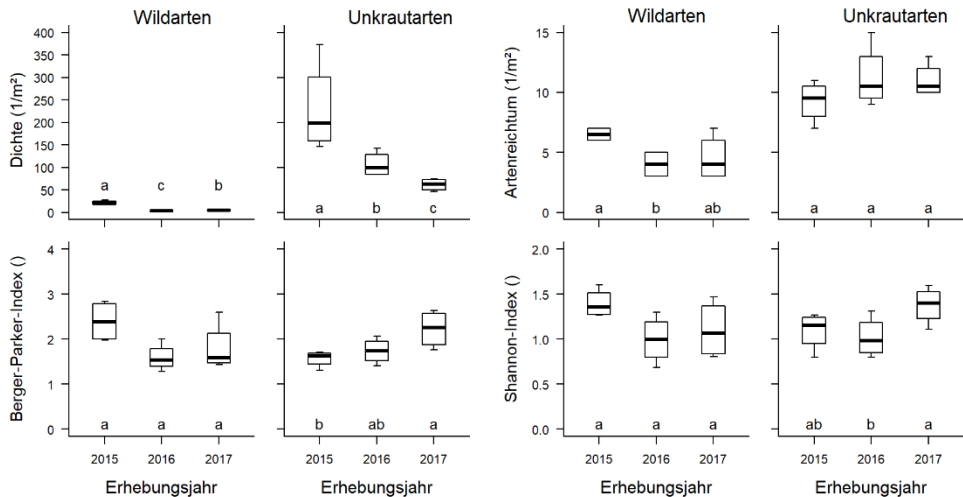 Wildarten
Unkrautarten
Dichte (1/m²)
400
350
300
250
200
150
100
50
0
a
c
b
a
b
c
Wildarten
Unkrautarten
Artenreichtum (1/m²)
15
10
5
0
a
b
ab
a
a
a
Berger-Parker-Index ()
4
3
2
1
0
a
a
a
b
ab
a
2015
2016
2017
2015
2016
2017
Erhebungsjahr
Erhebungsjahr
Shannon-Index ()
2.0
1.5
1.0
0.5
0.0
a
a
a
ab
b
a
2015
2016
2017
2015
2016
2017
Erhebungsjahr
Erhebungsjahr